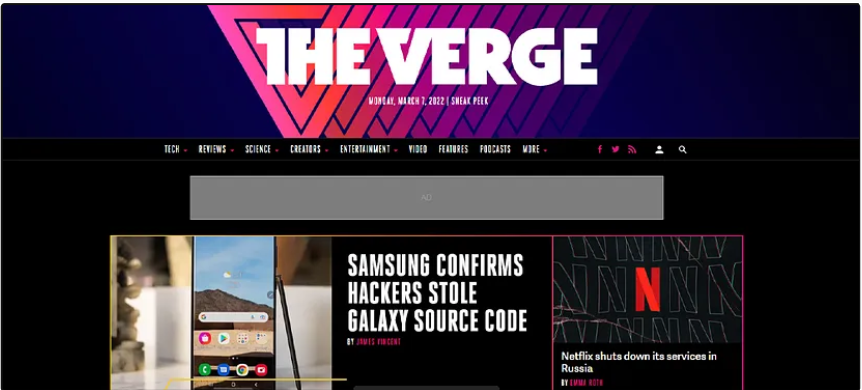 THE VERGE
MONDAY, MARCH 7, 2022 | SNEAK PEEK
TECH REVIEWS SCIENCE CREATORS ENTERTAINMENT VIDEO FEATURES PODCASTS MORE
AD
SAMSUNG CONFIRMS
HACKERS STOLE
GALAXY SOURCE CODE
BY JAMES VINCENT
Netflix shuts down its services in
Russia
BY EMMA ROTH